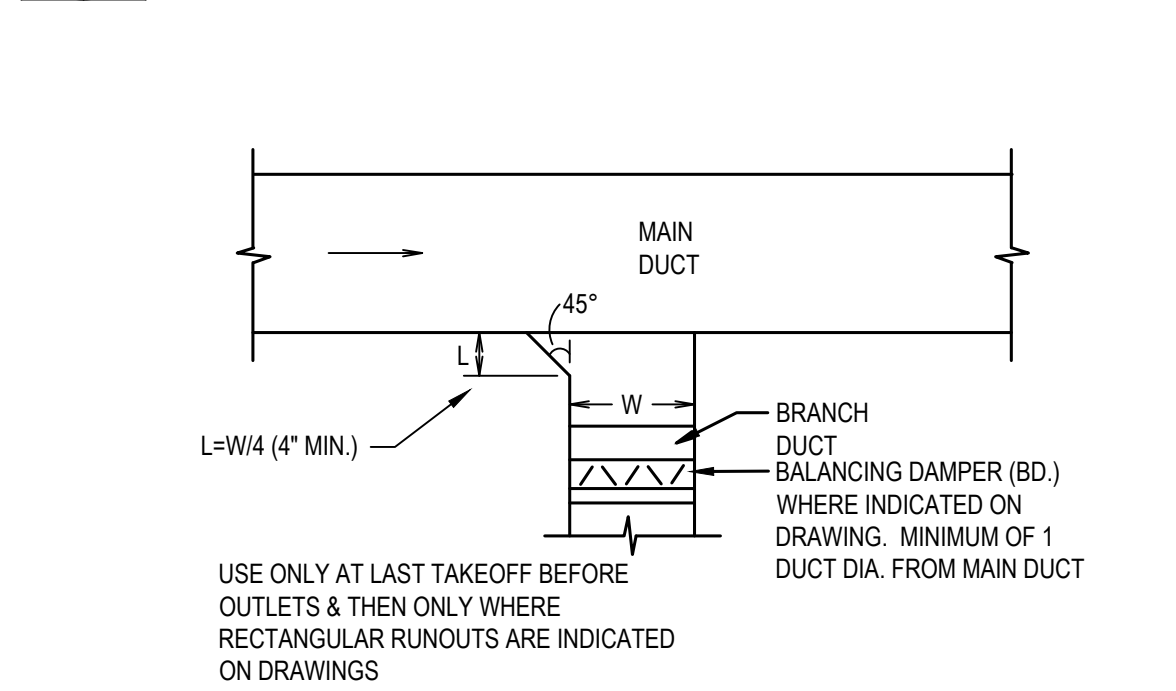 MAIN
DUCT
45°
L
W
L=W/4 (4" MIN.)
BRANCH
DUCT
BALANCING DAMPER (BD.)
WHERE INDICATED ON
DRAWING. MINIMUM OF 1
DUCT DIA. FROM MAIN DUCT
USE ONLY AT LAST TAKEOFF BEFORE
OUTLETS & THEN ONLY WHERE
RECTANGULAR RUNOUTS ARE INDICATED
ON DRAWINGS